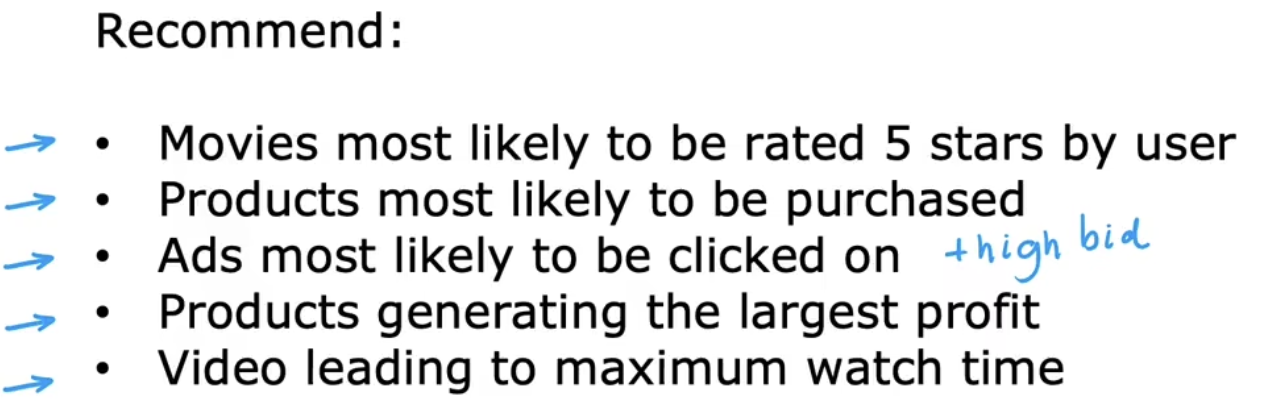 Recommend:
• Movies most likely to be rated 5 stars by user
• Products most likely to be purchased
• Ads most likely to be clicked on +high bid
• Products generating the largest profit
• Video leading to maximum watch time